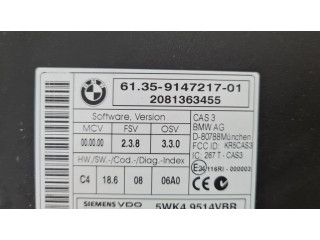 BMW
61.35-9147217-01
2081363455
Software, Version
MCV FSV OSV
00.00.00 2.3.8 3.3.0
HW./SW.-/Cod.-/Diag.-Index
C4 18.6 08 06A0
CAS 3
BMW AG
D-80788München
FCC ID: KR5CAS3
IC: 267T - CAS3
SIEMENS VDO 5WK4 9514VBR